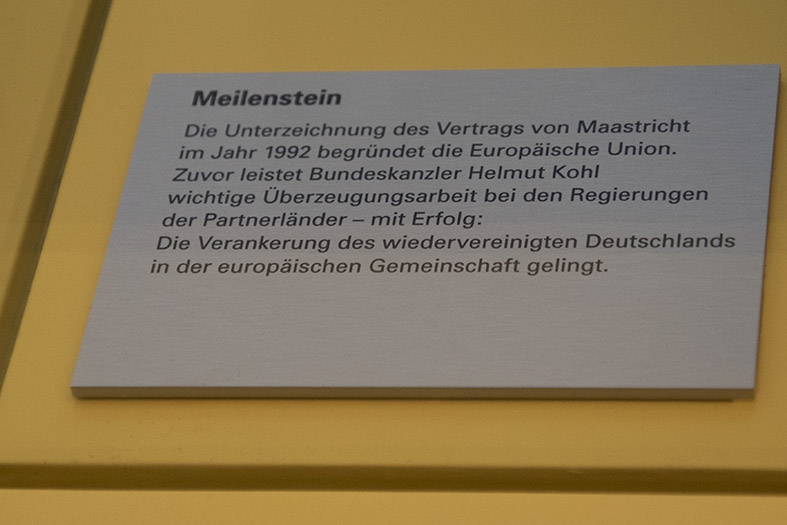 Meilenstein
Die Unterzeichnung des Vertrags von Maastricht
im Jahr 1992 begründet die Europäische Union.
Zuvor leistet Bundeskanzler Helmut Kohl
wichtige Überzeugungsarbeit bei den Regierungen
der Partnerländer – mit Erfolg:
Die Verankerung des wiedervereinigten Deutschlands
in der europäischen Gemeinschaft gelingt.